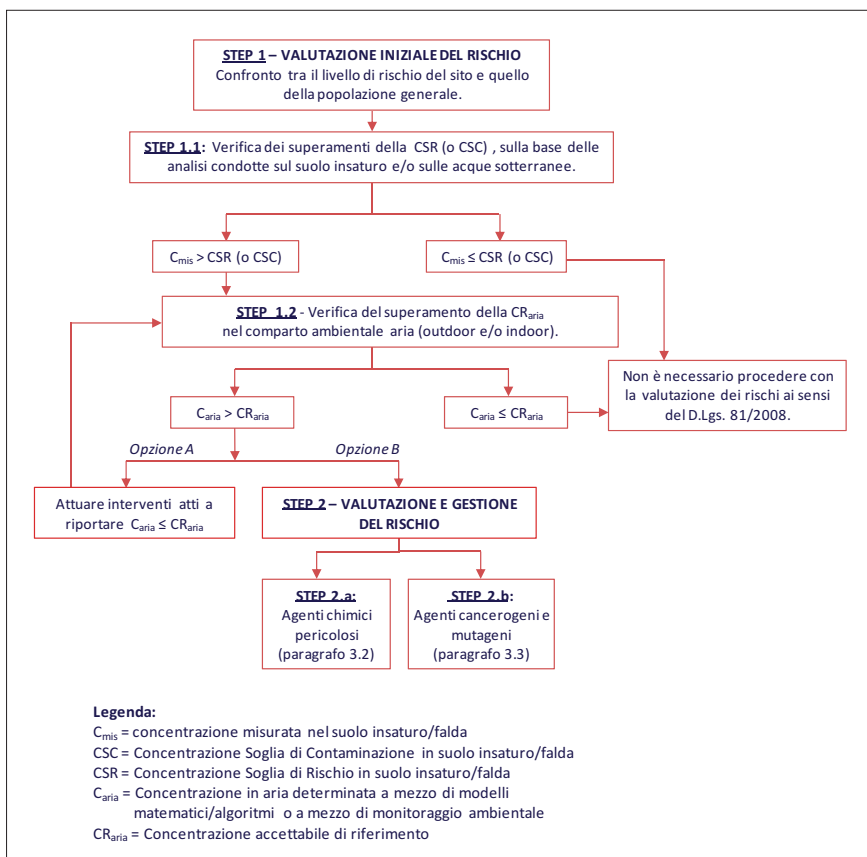 STEP 1 – VALUTAZIONE INIZIALE DEL RISCHIO
Confronto tra il livello di rischio del sito e quello
della popolazione generale.
STEP 1.1: Verifica dei superamenti della CSR (o CSC) , sulla base delle
analisi condotte sul suolo insaturo e/o sulle acque sotterranee.
Cmis > CSR (o CSC)
Cmis ≤ CSR (o CSC)
STEP 1.2 - Verifica del superamento della CRaria
nel comparto ambientale aria (outdoor e/o indoor).
Non è necessario procedere con
la valutazione dei rischi ai sensi
del D.Lgs. 81/2008.
Caria > CRaria
Caria ≤ CRaria
Opzione A
Opzione B
Attuare interventi atti a
riportare Caria ≤ CRaria
STEP 2 – VALUTAZIONE E GESTIONE
DEL RISCHIO
STEP 2.a:
Agenti chimici
pericolosi
(paragrafo 3.2)
STEP 2.b:
Agenti cancerogeni e
mutageni
(paragrafo 3.3)
Legenda:
Cmis = concentrazione misurata nel suolo insaturo/falda
CSC = Concentrazione Soglia di Contaminazione in suolo insaturo/falda
CSR = Concentrazione Soglia di Rischio in suolo insaturo/falda
Caria = Concentrazione in aria determinata a mezzo di modelli
matematici/algoritmi o a mezzo di monitoraggio ambientale
CRaria = Concentrazione accettabile di riferimento